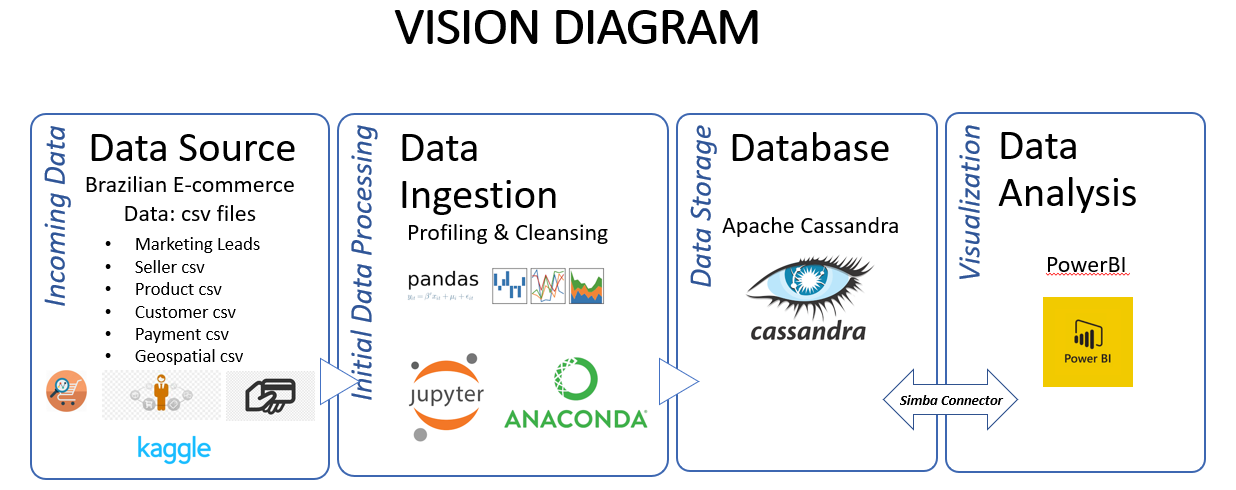 VISION DIAGRAM
Incoming Data
Data Source
Brazilian E-commerce
Data: csv files
• Marketing Leads
• Seller csv
• Product csv
• Customer csv
• Payment csv
• Geospatial csv
kaggle
Initial Data Processing
Data
Ingestion
Profiling & Cleansing
pandas
jupyter
ANACONDA
Data Storage
Database
Apache Cassandra
cassandra
Simba Connector
Visualization
Data
Analysis
PowerBI
Power BI